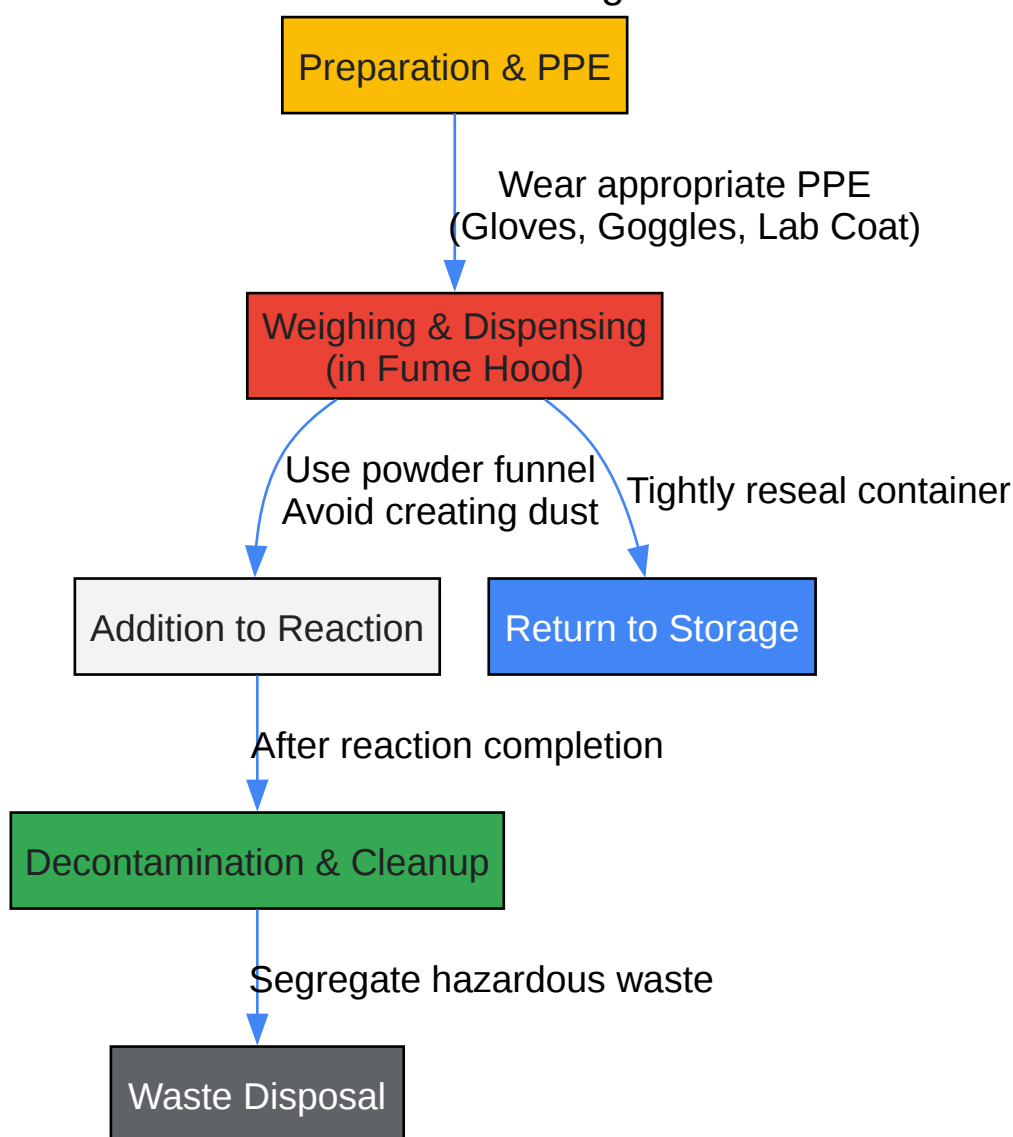 Preparation & PPE
Wear appropriate PPE
(Gloves, Goggles, Lab Coat)
Weighing & Dispensing
(in Fume Hood)
Use powder funnel
Avoid creating dust
Tightly reseal container
Addition to Reaction
Return to Storage
After reaction completion
Decontamination & Cleanup
Segregate hazardous waste
Waste Disposal